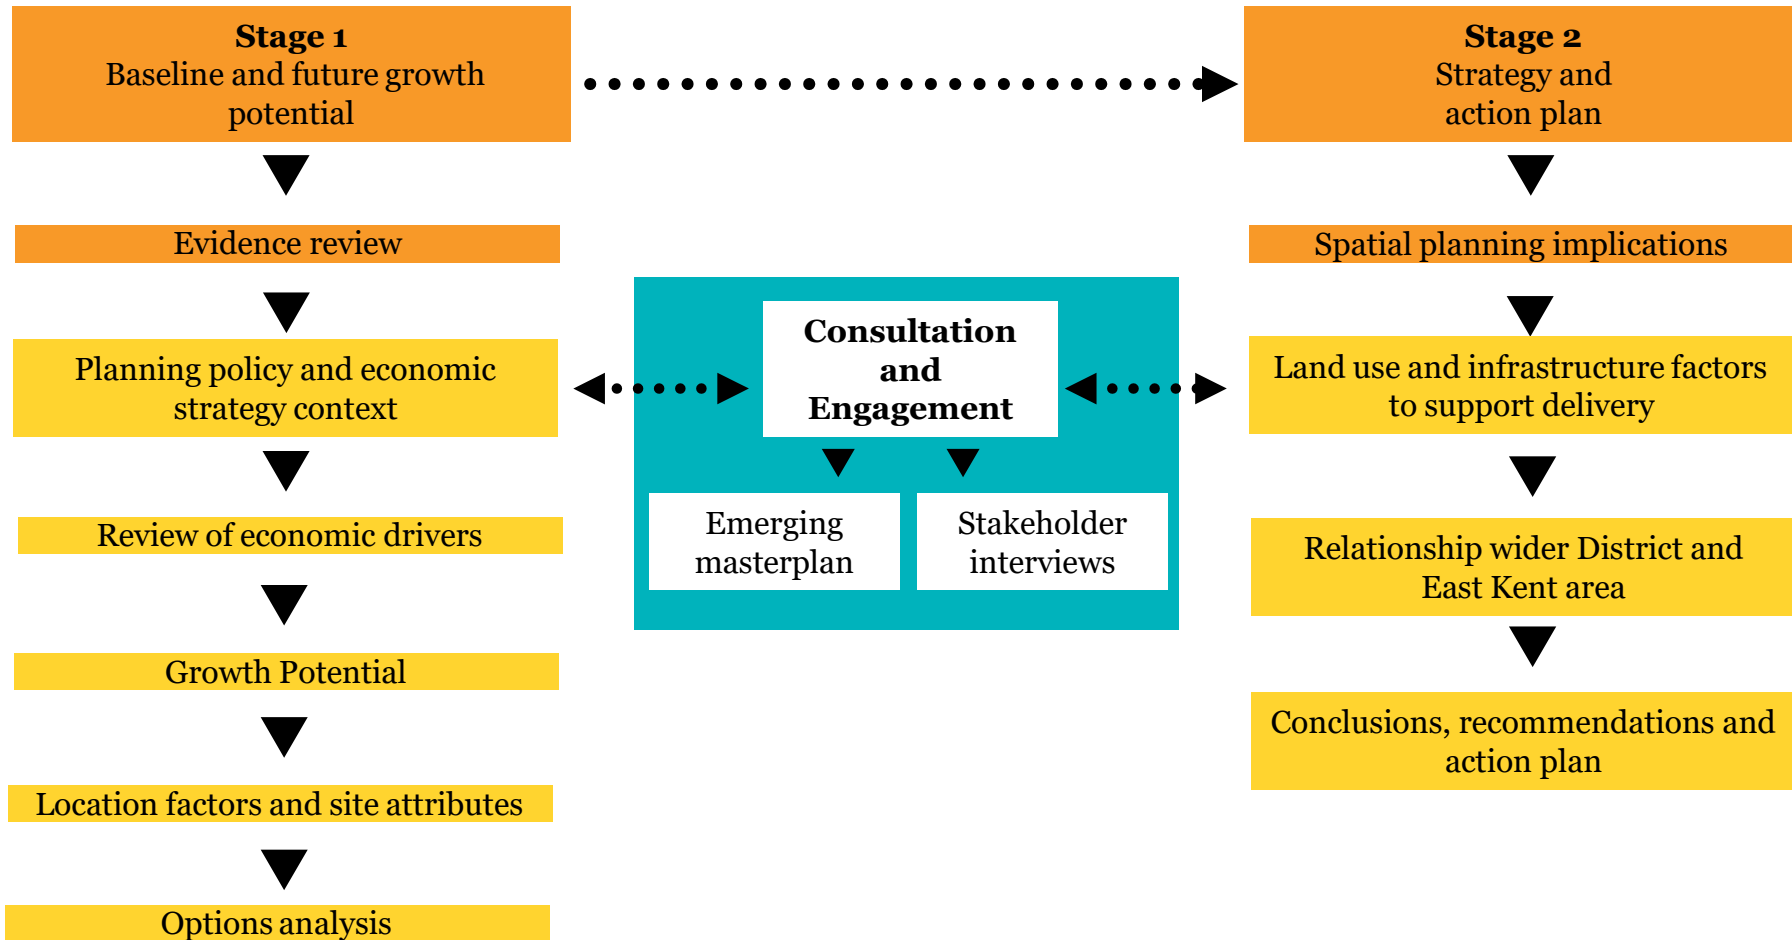 Stage 1
Baseline and future growth
potential
Evidence review
Planning policy and economic
strategy context
Review of economic drivers
Growth Potential
Location factors and site attributes
Options analysis
Consultation
and
Engagement
Emerging
masterplan
Stakeholder
interviews
Stage 2
Strategy and
action plan
Spatial planning implications
Land use and infrastructure factors
to support delivery
Relationship wider District and
East Kent area
Conclusions, recommendations and
action plan